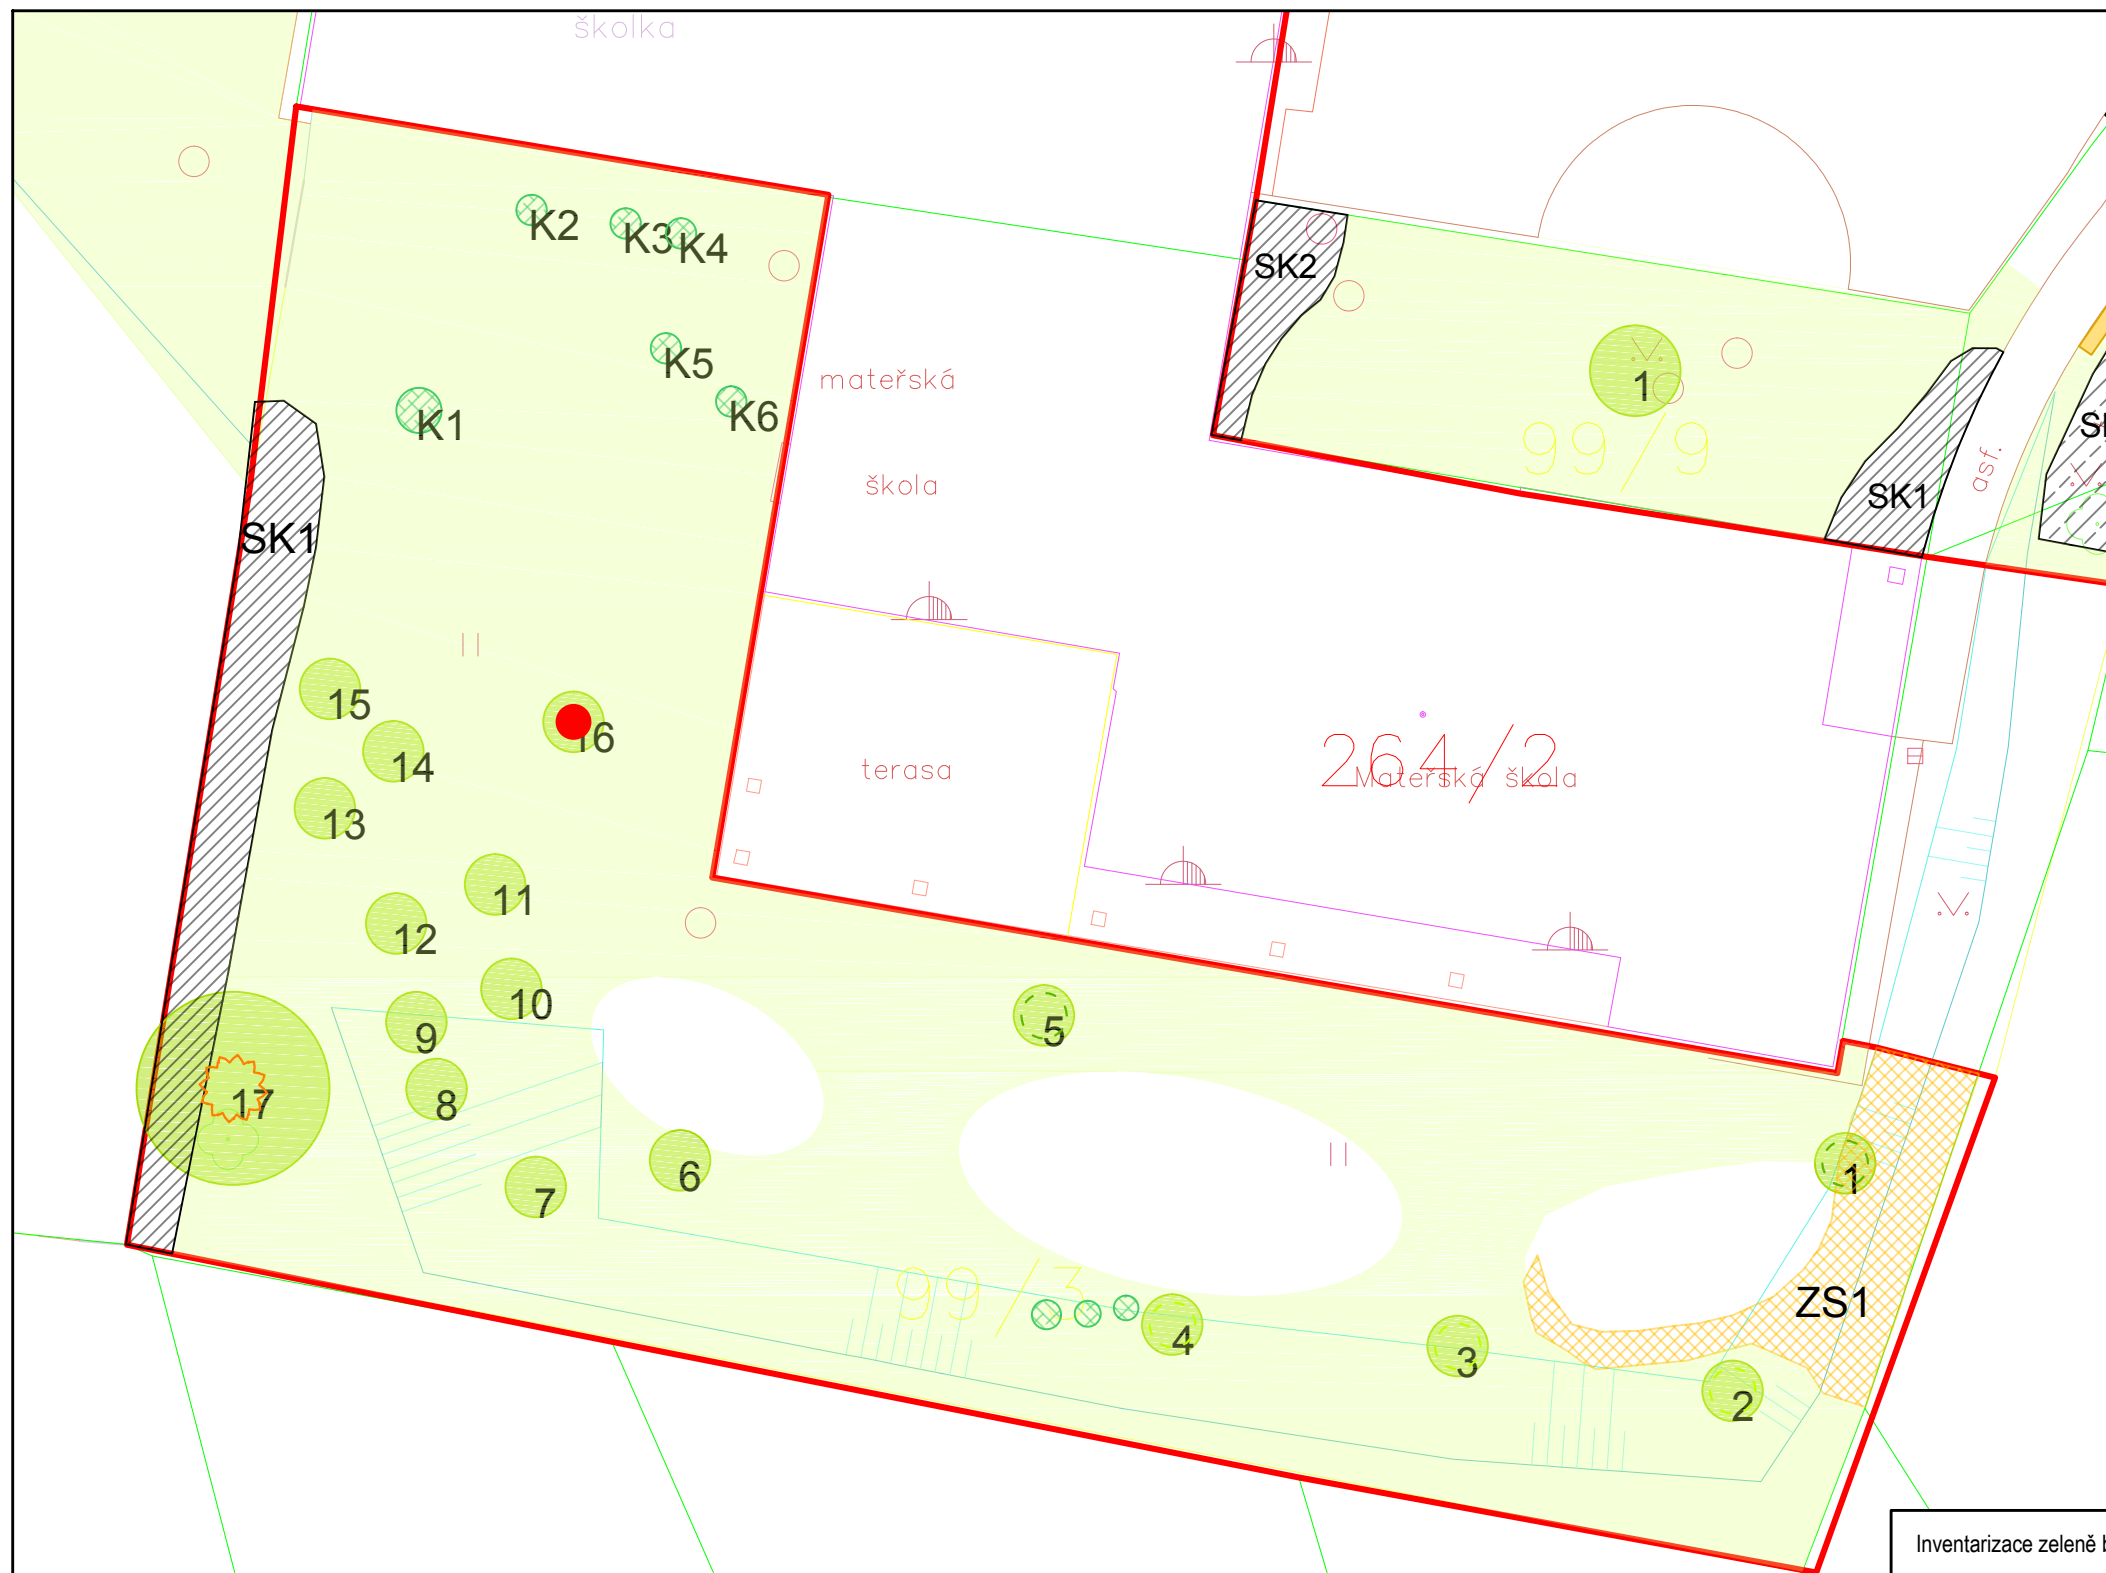 školka
K2
K3
K4
SK2
K5
mateřská
1
K6
K1
99/9
škola
asf.
SK1
SK1
15
16
14
264/2
terasa
Mateřská škola
13
11
12
10
5
9
17
8
6
1
7
99/3
ZS1
4
3
2
Inventarizace zeleně